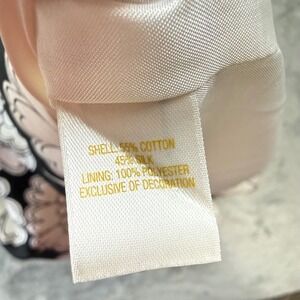 SHELL: 55% COTTON
45% SILK
LINING: 100% POLYESTER
EXCLUSIVE OF DECORATION